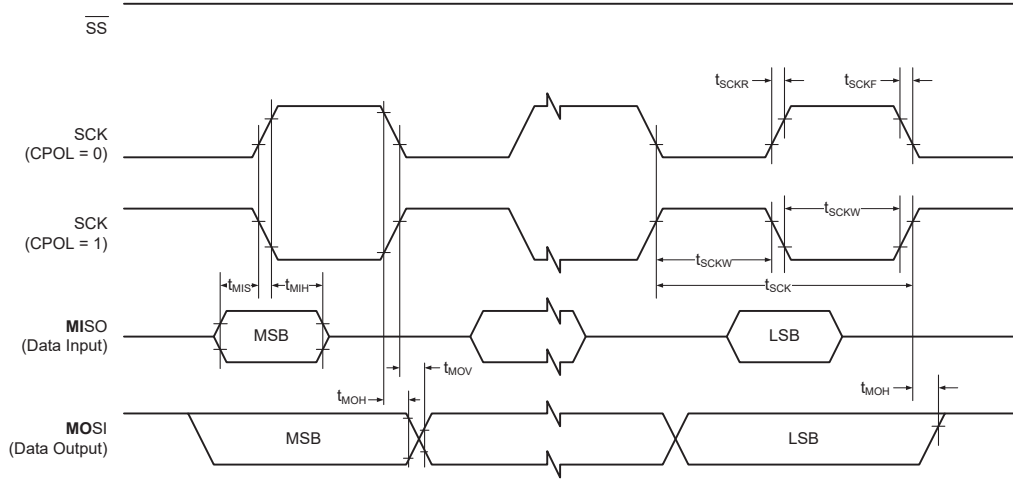 SS
tSCKR
tSCKF
SCK
(CPOL = 0)
SCK
(CPOL = 1)
tSCKW
tSCKW
tMIS
tMIH
tSCK
MISO
(Data Input)
MSB
LSB
tMOV
tMOH
tMOH
MOSI
(Data Output)
MSB
LSB